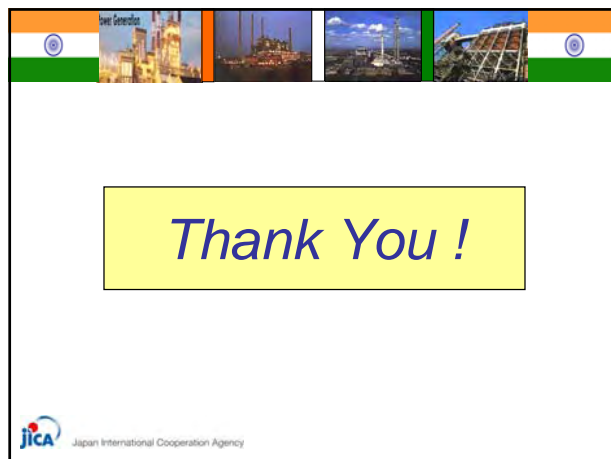 Power Generation
Thank You !
jICA Japan International Cooperation Agency